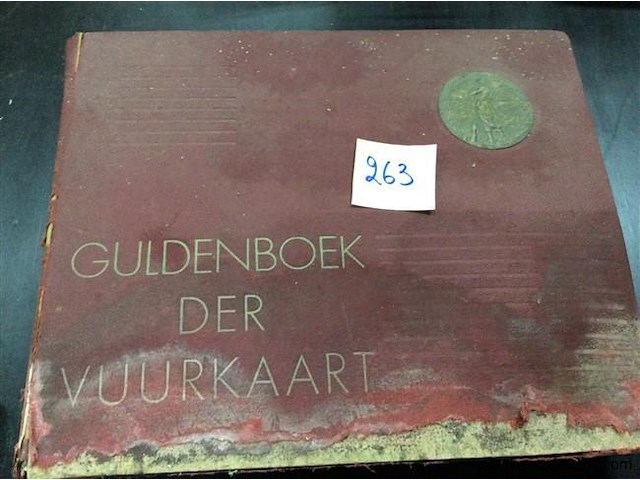 263
GULDENBOEK
DER
VUURKAART